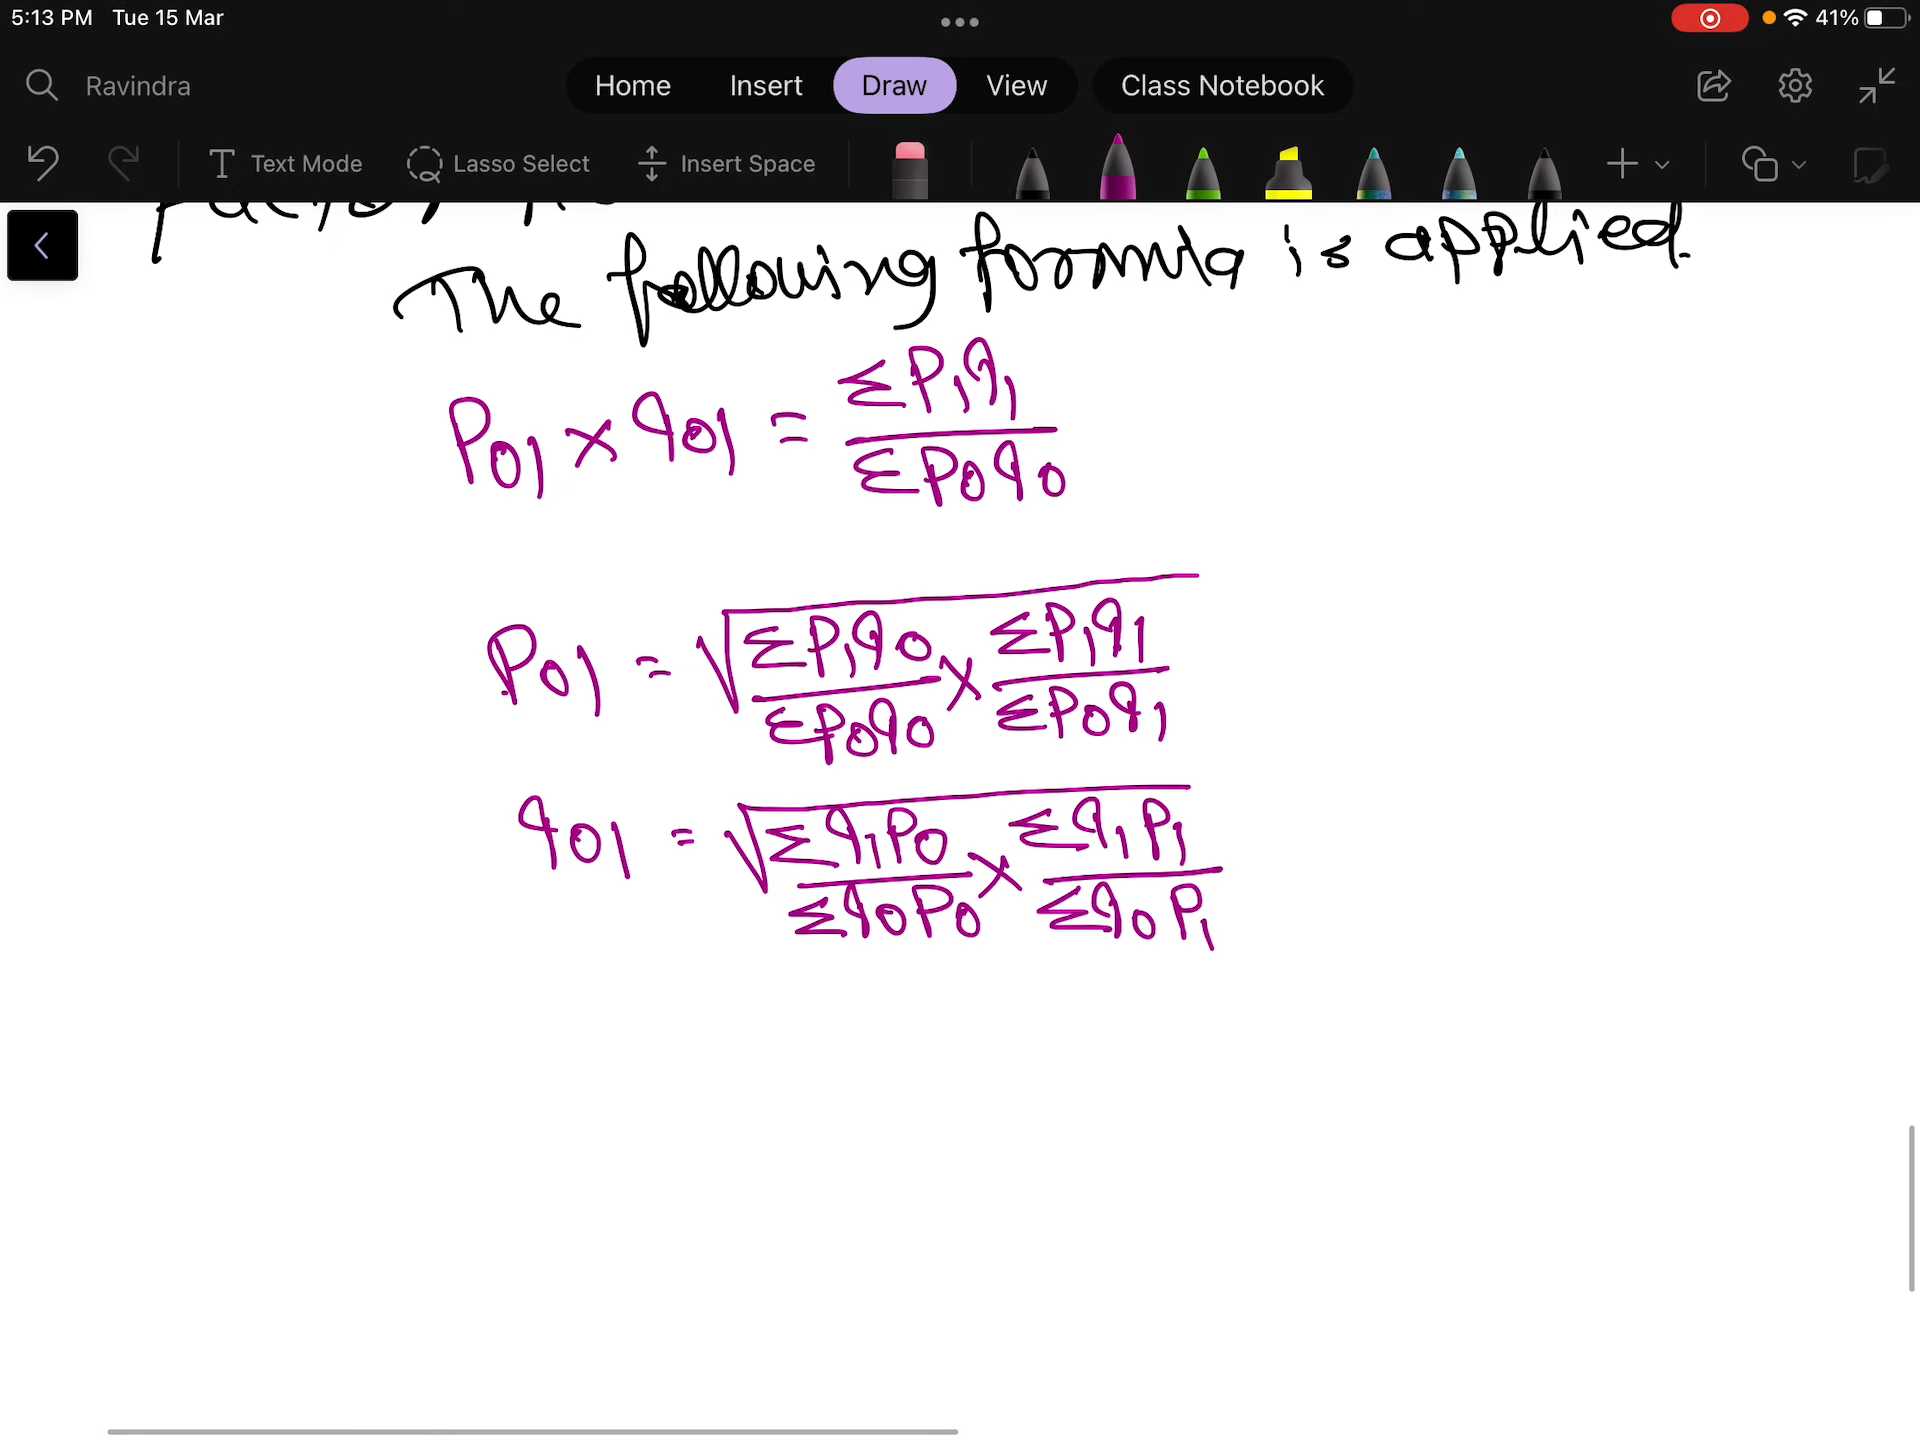 5:13 PM Tue 15 Mar 41%
Ravindra Home Insert Draw View Class Notebook
Text Mode Lasso Select Insert Space
The following formula is applied.
P01 × q01 = ΣP1q1 / ΣP0q0
P01 = √(ΣP1q0 / ΣP0q0 × ΣP1q1 / ΣP0q1)
q01 = √(Σq1P0 / Σq0P0 × Σq1P1 / Σq0P1)